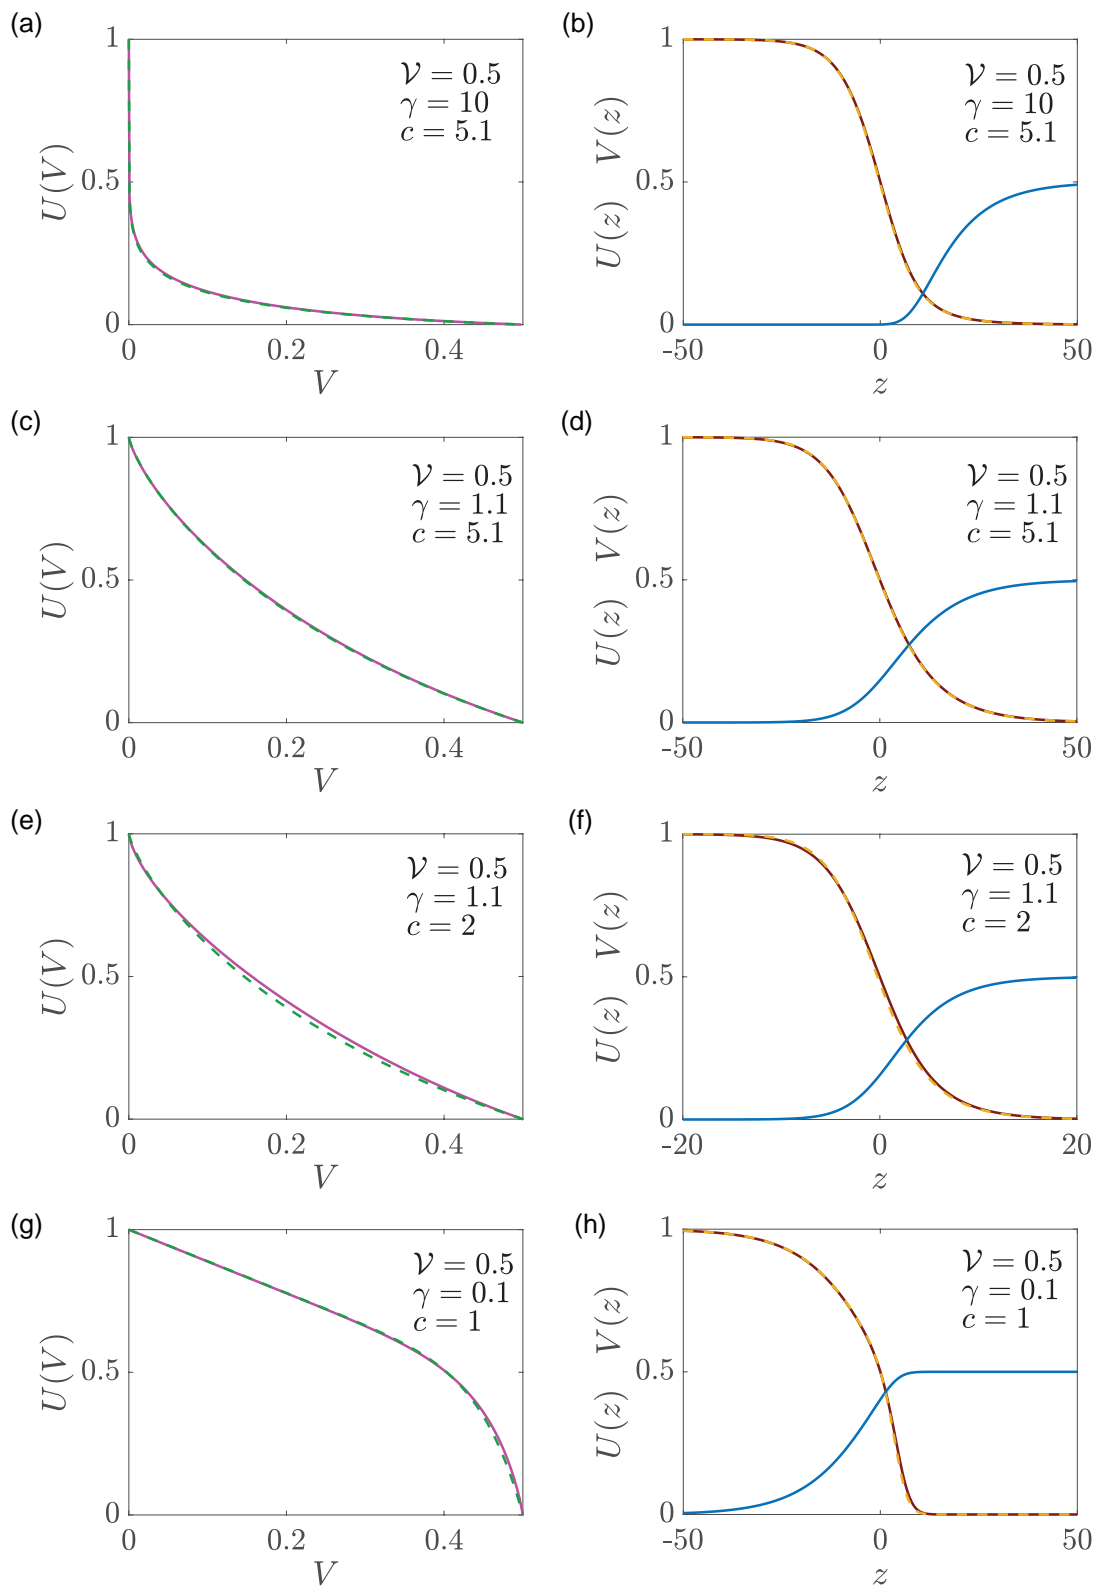 (a)
1
0.5
0
U(V)
𝒱 = 0.5
γ = 10
c = 5.1
0 0.2 0.4
V
(b)
1
0.5
0
U(z) V(z)
𝒱 = 0.5
γ = 10
c = 5.1
-50 0 50
z
(c)
1
0.5
0
U(V)
𝒱 = 0.5
γ = 1.1
c = 5.1
0 0.2 0.4
V
(d)
1
0.5
0
U(z) V(z)
𝒱 = 0.5
γ = 1.1
c = 5.1
-50 0 50
z
(e)
1
0.5
0
U(V)
𝒱 = 0.5
γ = 1.1
c = 2
0 0.2 0.4
V
(f)
1
0.5
0
U(z) V(z)
𝒱 = 0.5
γ = 1.1
c = 2
-20 0 20
z
(g)
1
0.5
0
U(V)
𝒱 = 0.5
γ = 0.1
c = 1
0 0.2 0.4
V
(h)
1
0.5
0
U(z) V(z)
𝒱 = 0.5
γ = 0.1
c = 1
-50 0 50
z